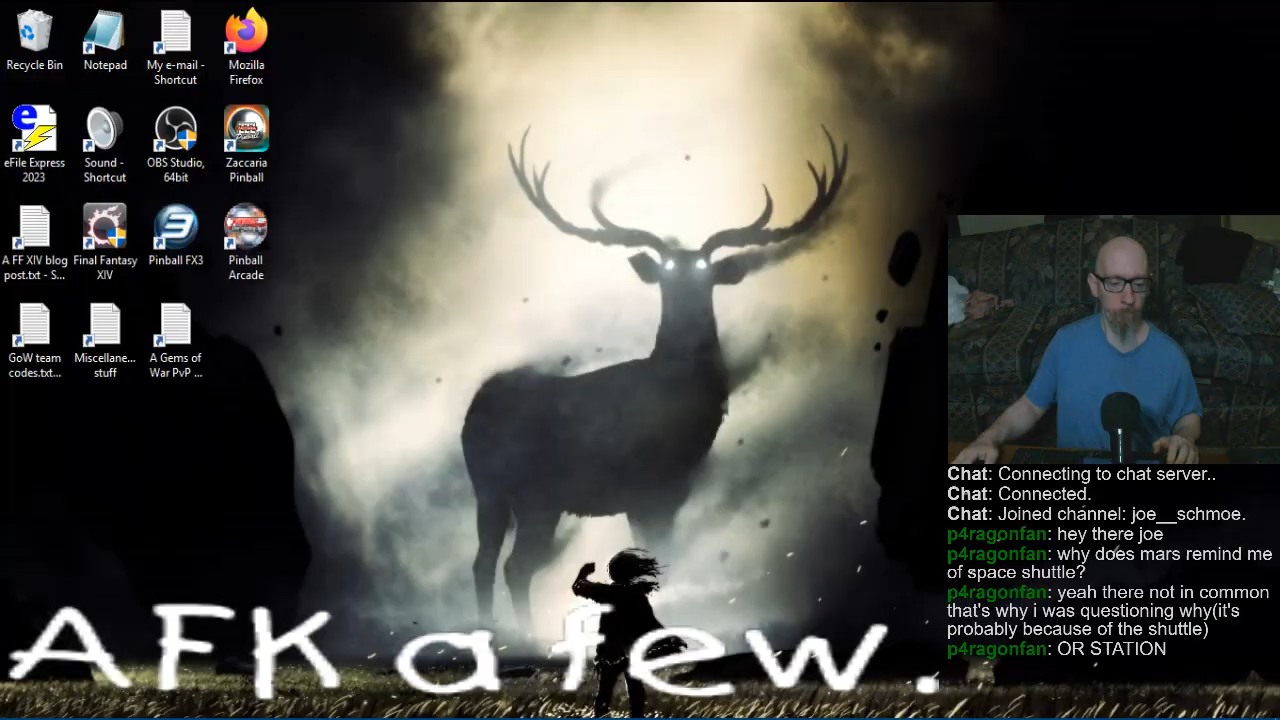 Recycle Bin
Notepad
My e-mail -
Shortcut
Mozilla
Firefox
eFile Express
2023
Sound -
Shortcut
OBS Studio,
64bit
Zaccaria
Pinball
A FF XIV blog
post.txt - S...
Final Fantasy
XIV
Pinball FX3
Pinball
Arcade
GoW team
codes.txt...
Miscellane...
stuff
A Gems of
War PvP ...
Chat: Connecting to chat server..
Chat: Connected.
Chat: Joined channel: joe__schmoe.
p4ragonfan: hey there joe
p4ragonfan: why does mars remind me
of space shuttle?
p4ragonfan: yeah there not in common
that's why i was questioning why(it's
probably because of the shuttle)
p4ragonfan: OR STATION
AFK a few.